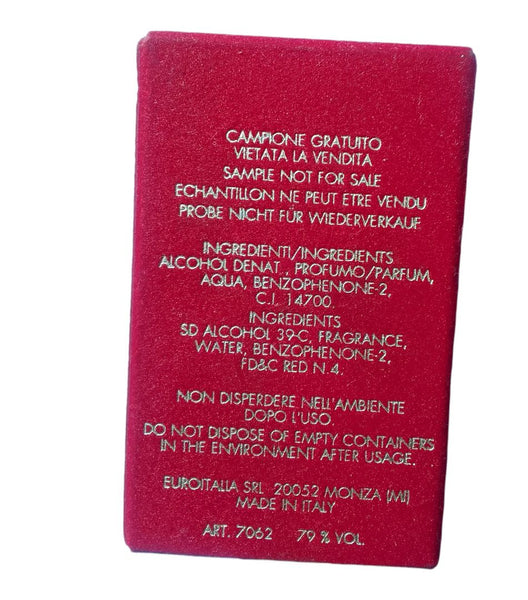 CAMPIONE GRATUITO
VIETATA LA VENDITA
SAMPLE NOT FOR SALE
ECHANTILLON NE PEUT ETRE VENDU
PROBE NICHT FÜR WIEDERVERKAUF
INGREDIENTI/INGREDIENTS
ALCOHOL DENAT., PROFUMO/PARFUM,
AQUA, BENZOPHENONE-2,
C.I. 14700.
INGREDIENTS
SD ALCOHOL 39-C, FRAGRANCE,
WATER, BENZOPHENONE-2,
FD&C RED N.4.
NON DISPERDERE NELL'AMBIENTE
DOPO L'USO.
DO NOT DISPOSE OF EMPTY CONTAINERS
IN THE ENVIRONMENT AFTER USAGE.
EUROITALIA SRL 20052 MONZA (MI)
MADE IN ITALY
ART. 7062 79 % VOL.